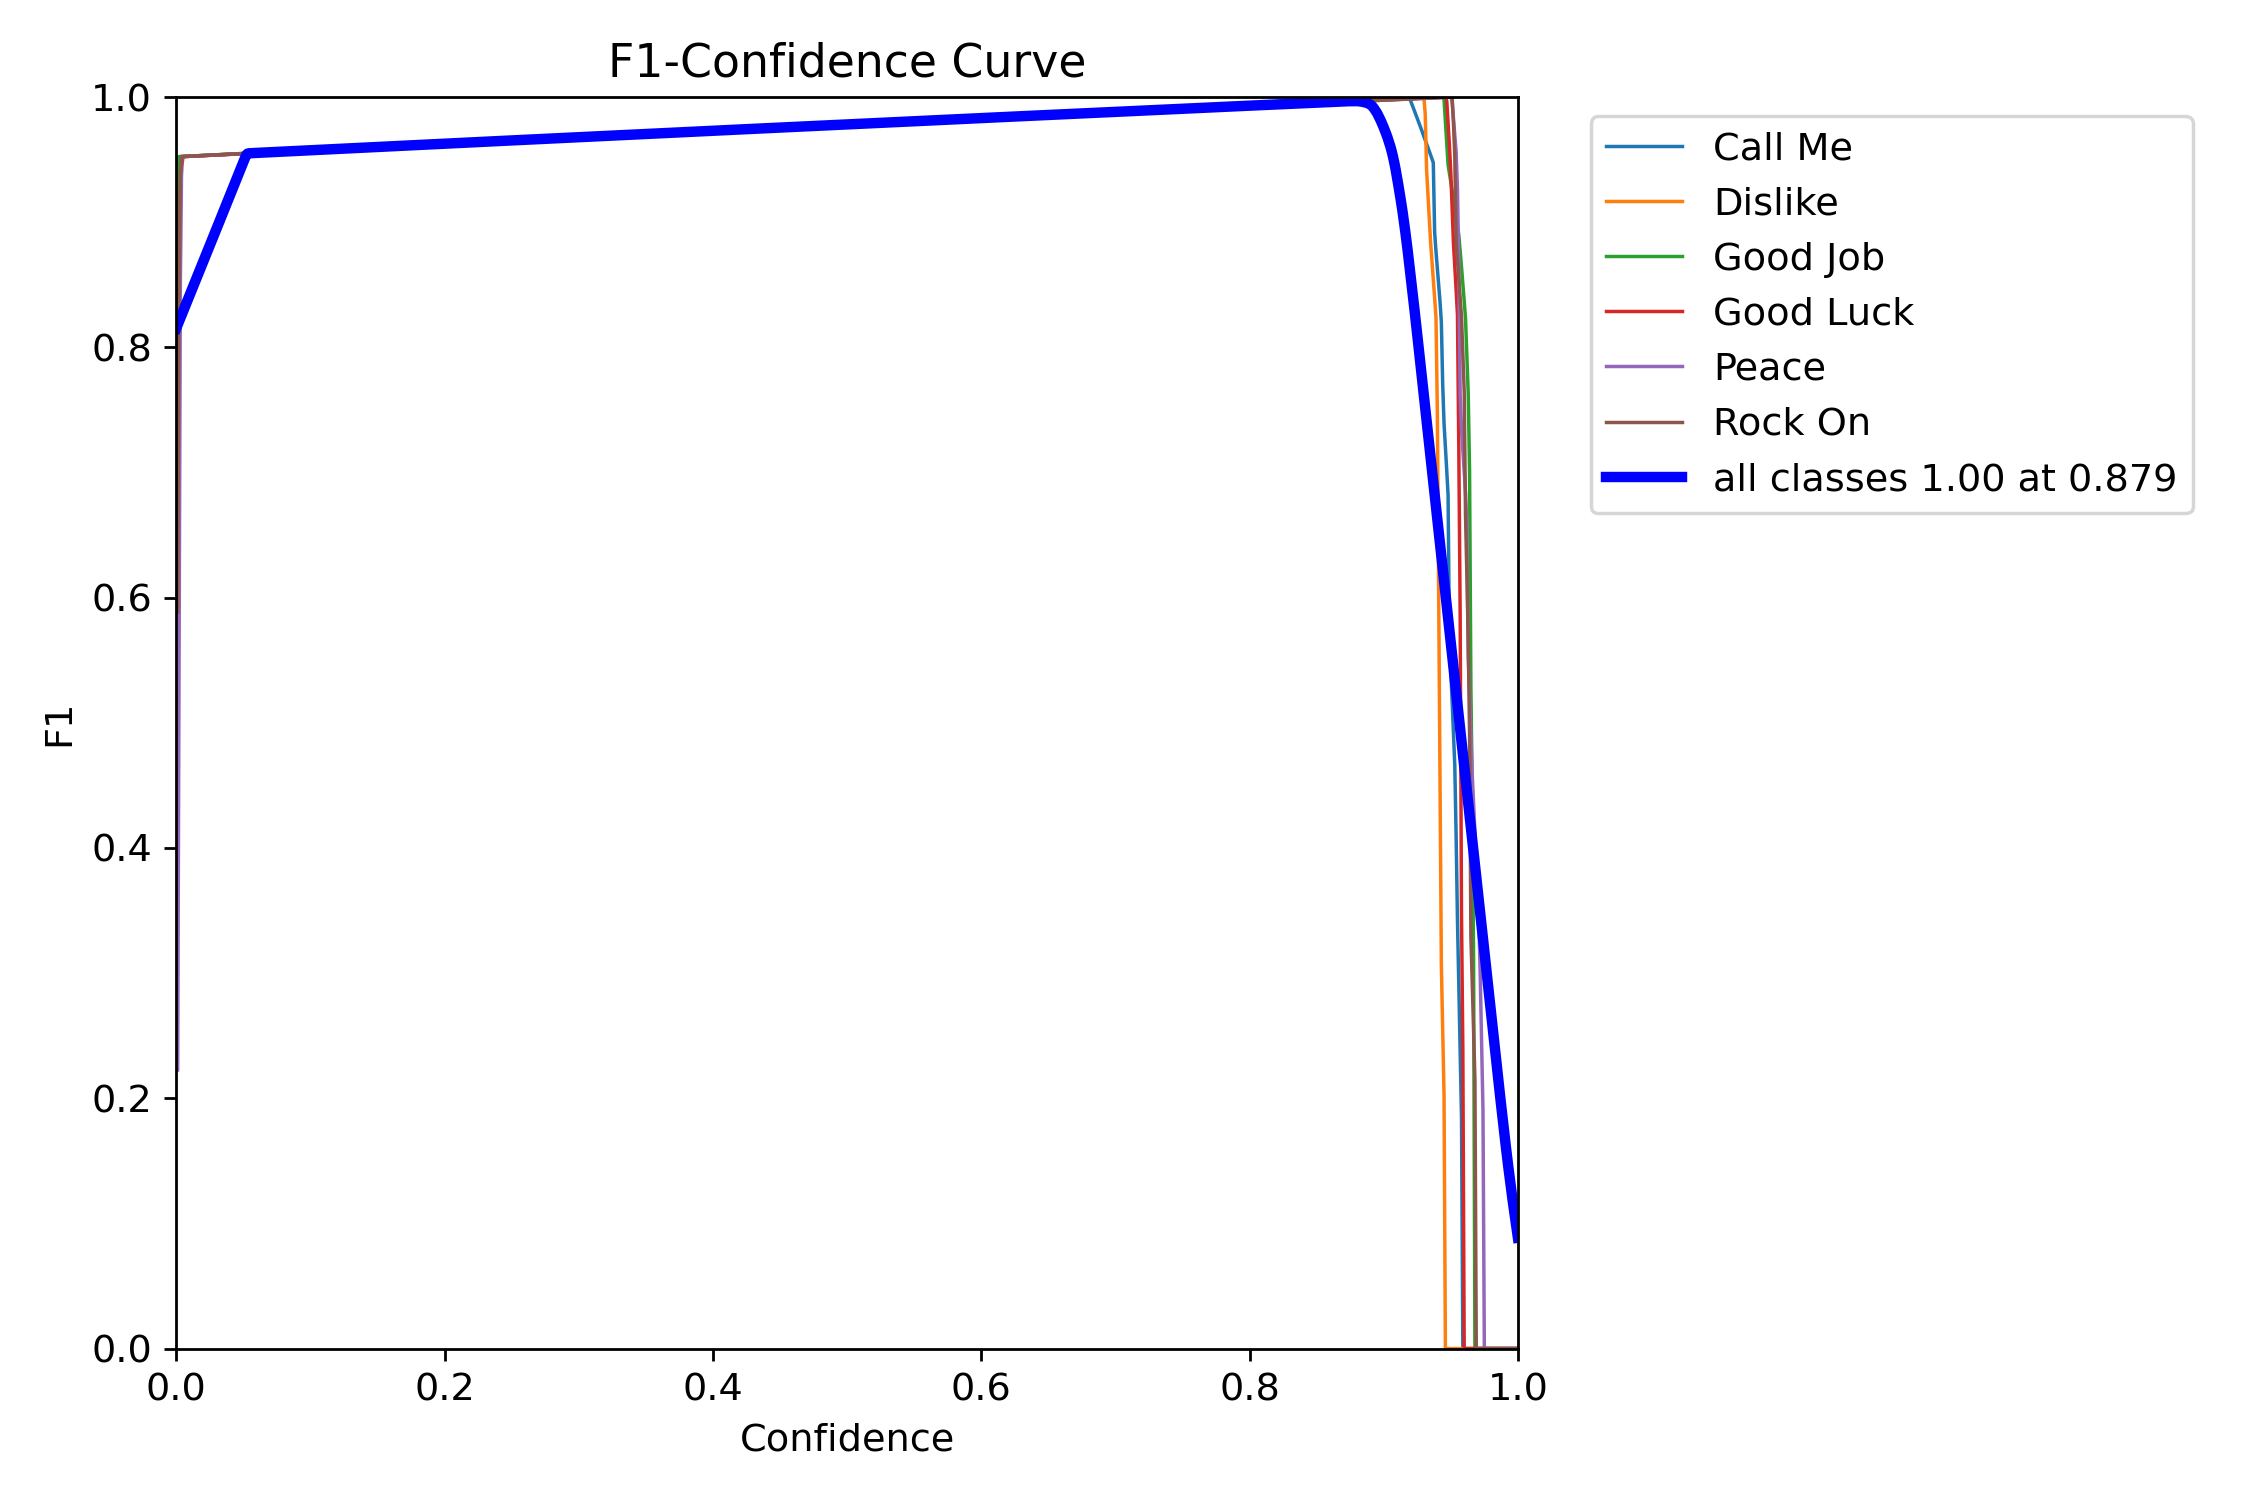 F1-Confidence Curve
1.0
0.8
0.6
0.4
0.2
0.0
F1
0.0 0.2 0.4 0.6 0.8 1.0
Confidence
Call Me
Dislike
Good Job
Good Luck
Peace
Rock On
all classes 1.00 at 0.879